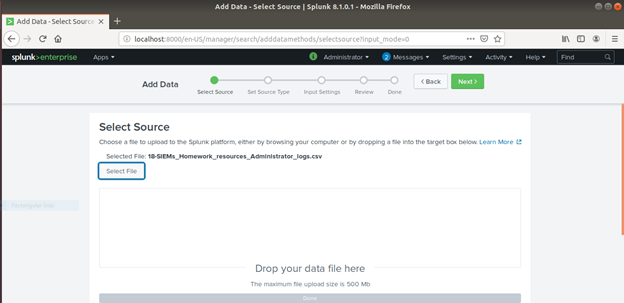 Add Data - Select Source | Splunk 8.1.0.1 - Mozilla Firefox
Add Data - Select Source
localhost:8000/en-US/manager/search/adddatamethods/selectsource?input_mode=0
splunk>enterprise Apps Administrator 2 Messages Settings Activity Help Find
Add Data
Select Source Set Source Type Input Settings Review Done
< Back Next >
Select Source
Choose a file to upload to the Splunk platform, either by browsing your computer or by dropping a file into the target box below. Learn More
Selected File: 18-SIEMs_Homework_resources_Administrator_logs.csv
Select File
Rectangular Snip
Drop your data file here
The maximum file upload size is 500 Mb
Done